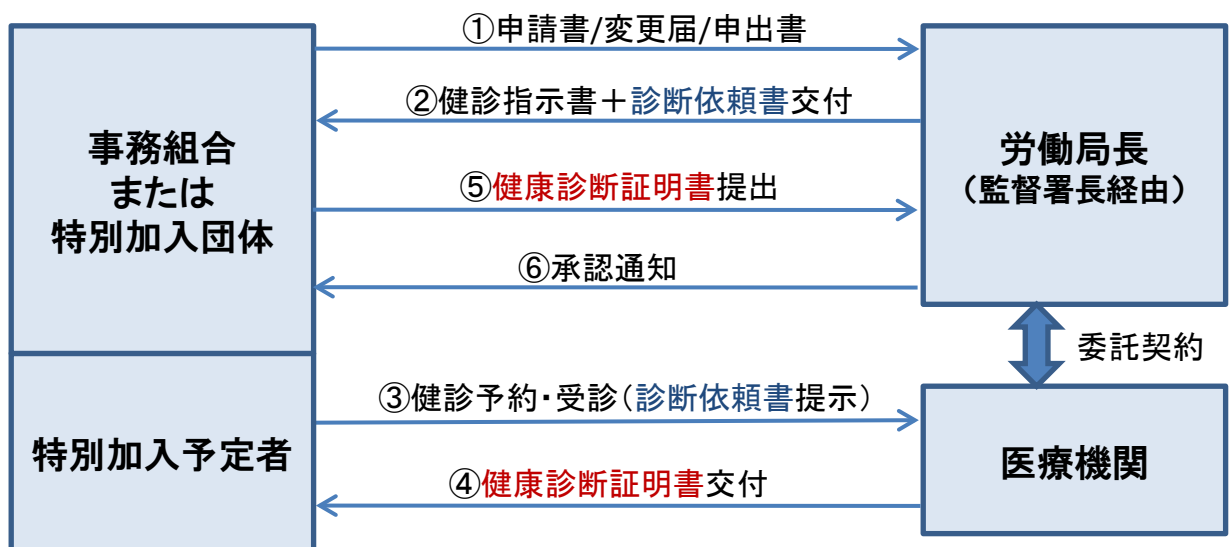 ①申請書/変更届/申出書
②健診指示書＋診断依頼書交付
事務組合
または
特別加入団体
労働局長
（監督署長経由）
⑤健康診断証明書提出
⑥承認通知
委託契約
③健診予約・受診（診断依頼書提示）
特別加入予定者
医療機関
④健康診断証明書交付